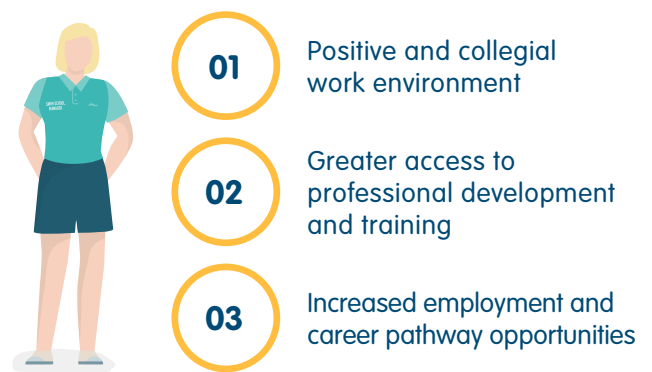 01
Positive and collegial
work environment
02
Greater access to
professional development
and training
03
Increased employment and
career pathway opportunities